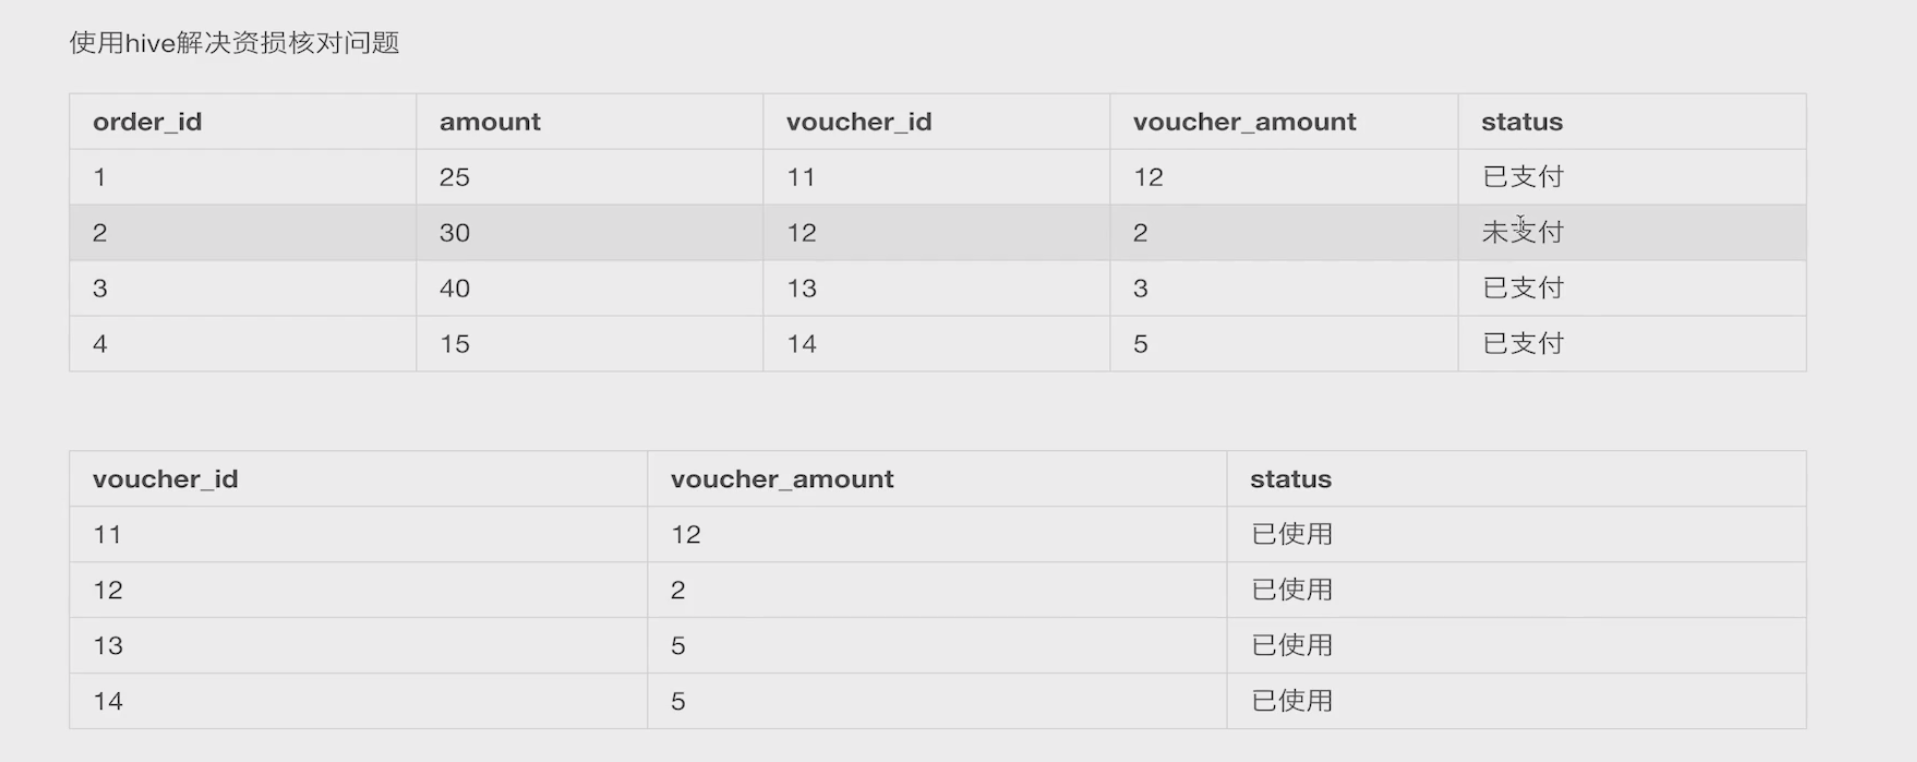 使用hive解决资损核对问题
order_id amount voucher_id voucher_amount status
1 25 11 12 已支付
2 30 12 2 未支付
3 40 13 3 已支付
4 15 14 5 已支付
voucher_id voucher_amount status
11 12 已使用
12 2 已使用
13 5 已使用
14 5 已使用